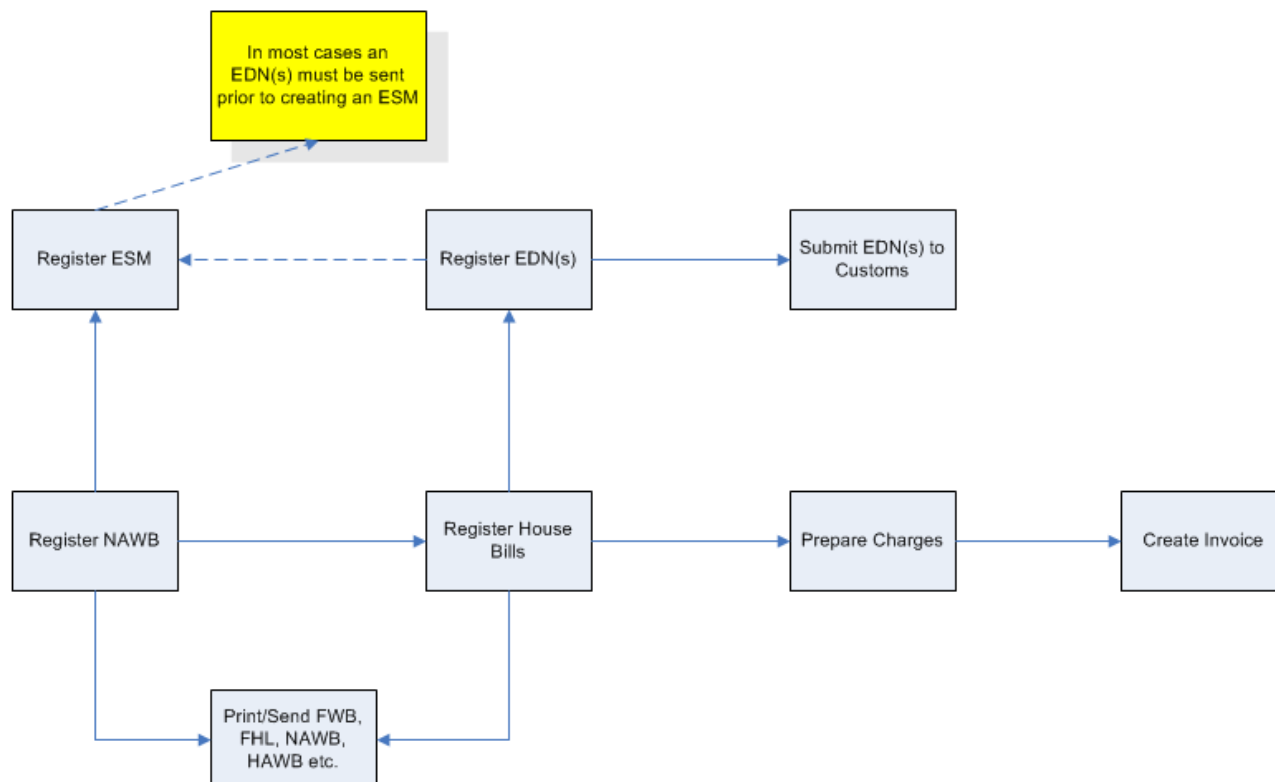 In most cases an
EDN(s) must be sent
prior to creating an ESM
Register ESM
Register EDN(s)
Submit EDN(s) to
Customs
Register NAWB
Register House
Bills
Prepare Charges
Create Invoice
Print/Send FWB,
FHL, NAWB,
HAWB etc.